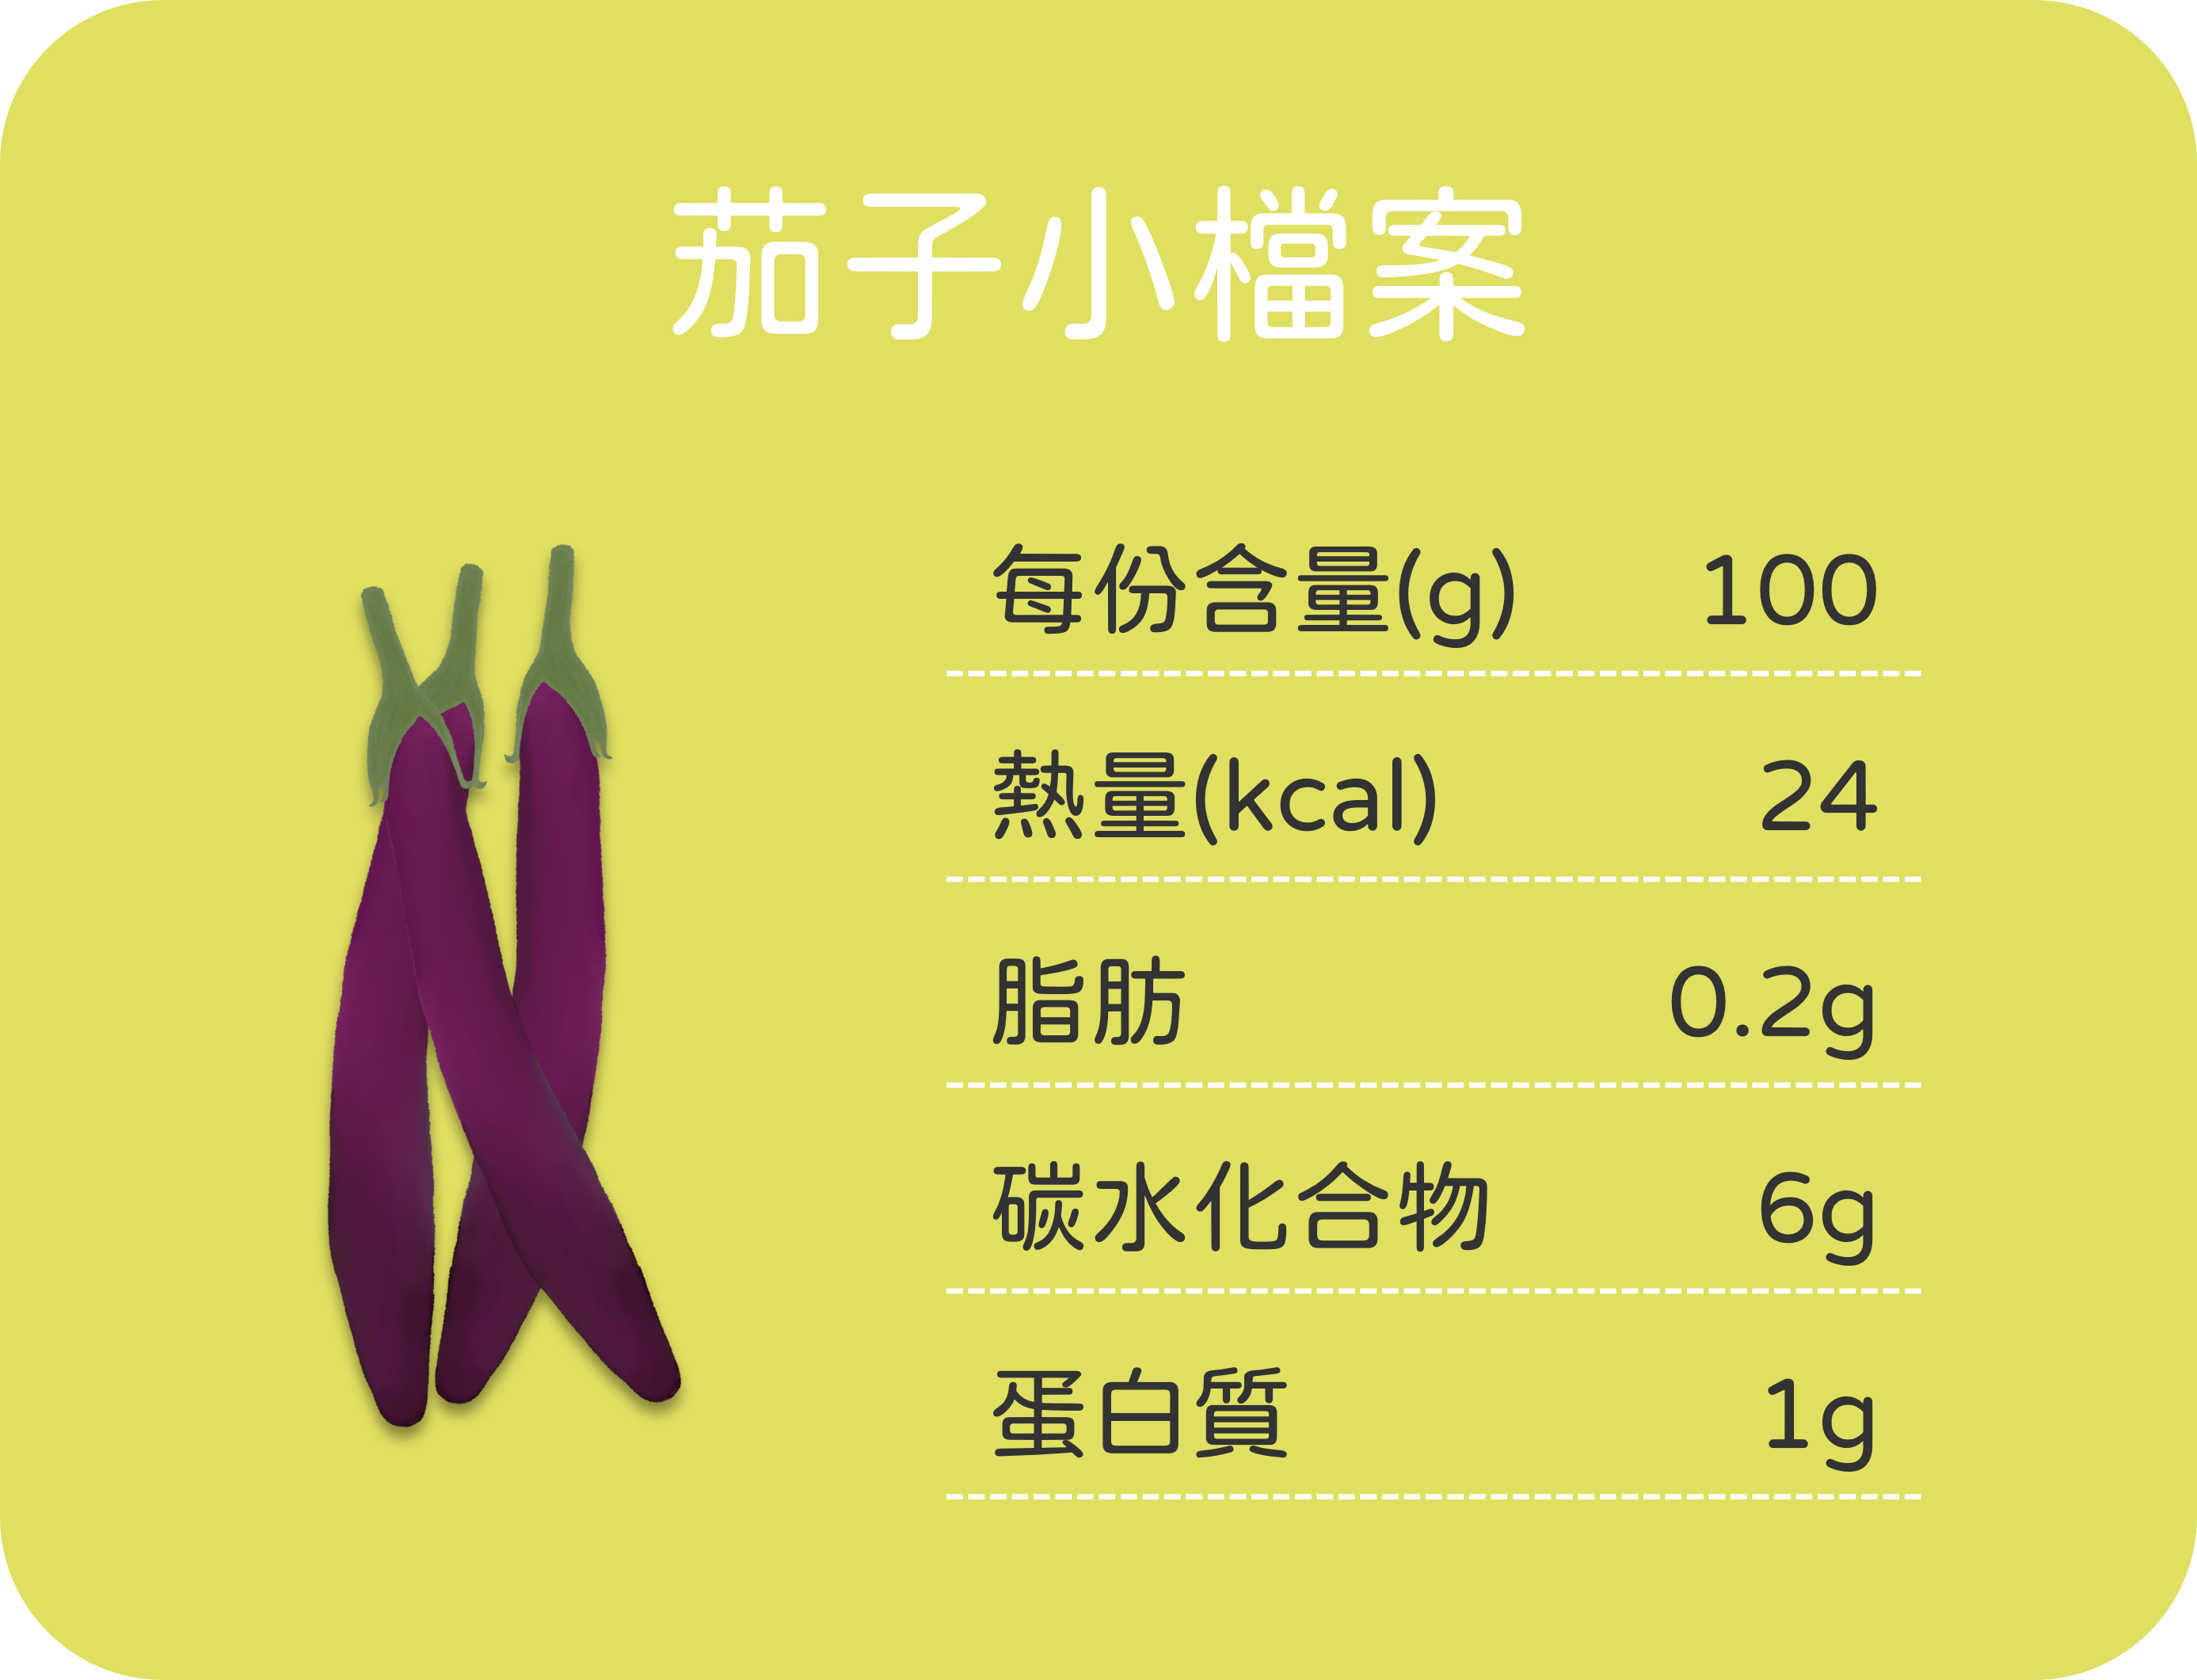 茄子小檔案
每份含量(g) 100
熱量(kcal) 24
脂肪 0.2g
碳水化合物 6g
蛋白質 1g